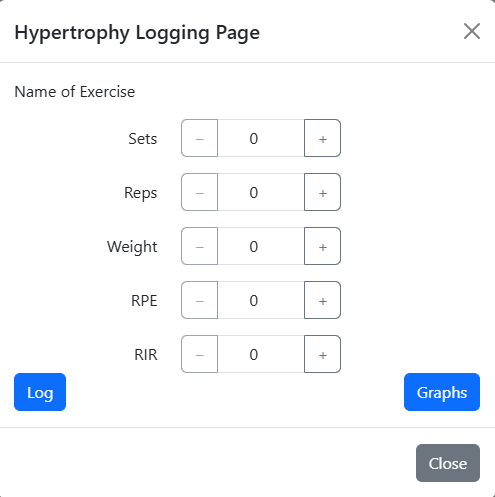 Hypertrophy Logging Page
Name of Exercise
Sets − 0 +
Reps − 0 +
Weight − 0 +
RPE − 0 +
RIR − 0 +
Log Graphs
Close